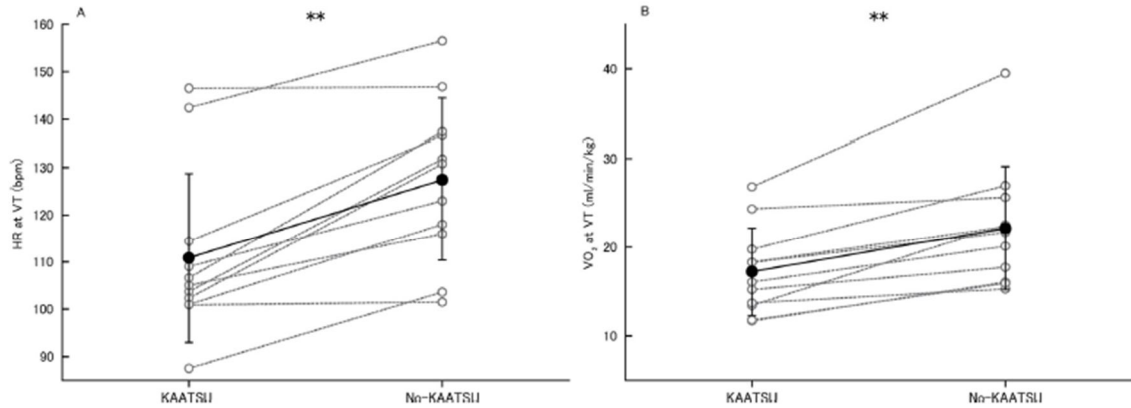 A
**
HR at VT (bpm)
160
150
140
130
120
110
100
90
KAATSU
No-KAATSU
B
**
VO₂ at VT (ml/min/kg)
40
30
20
10
KAATSU
No-KAATSU